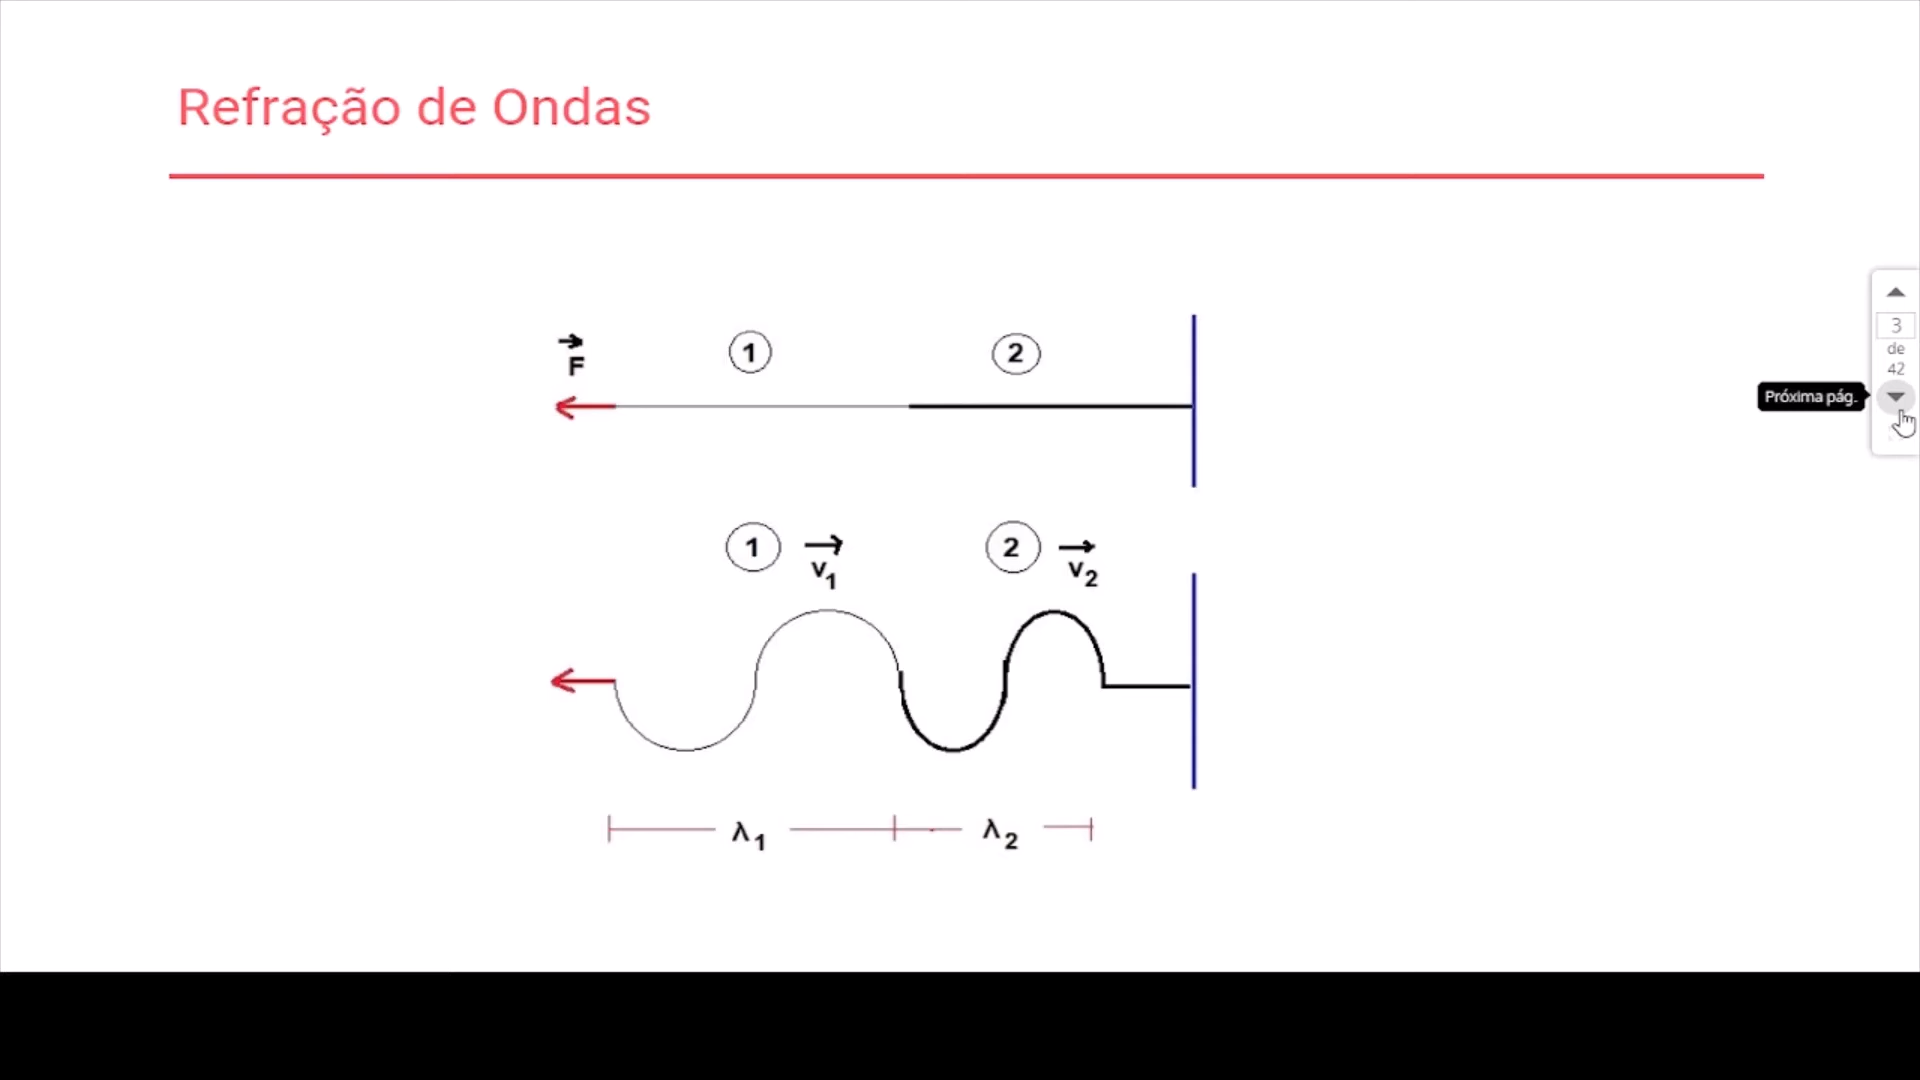 Refração de Ondas
F
1
2
3
de
42
Próxima pág.
1
v1
2
v2
λ1
λ2